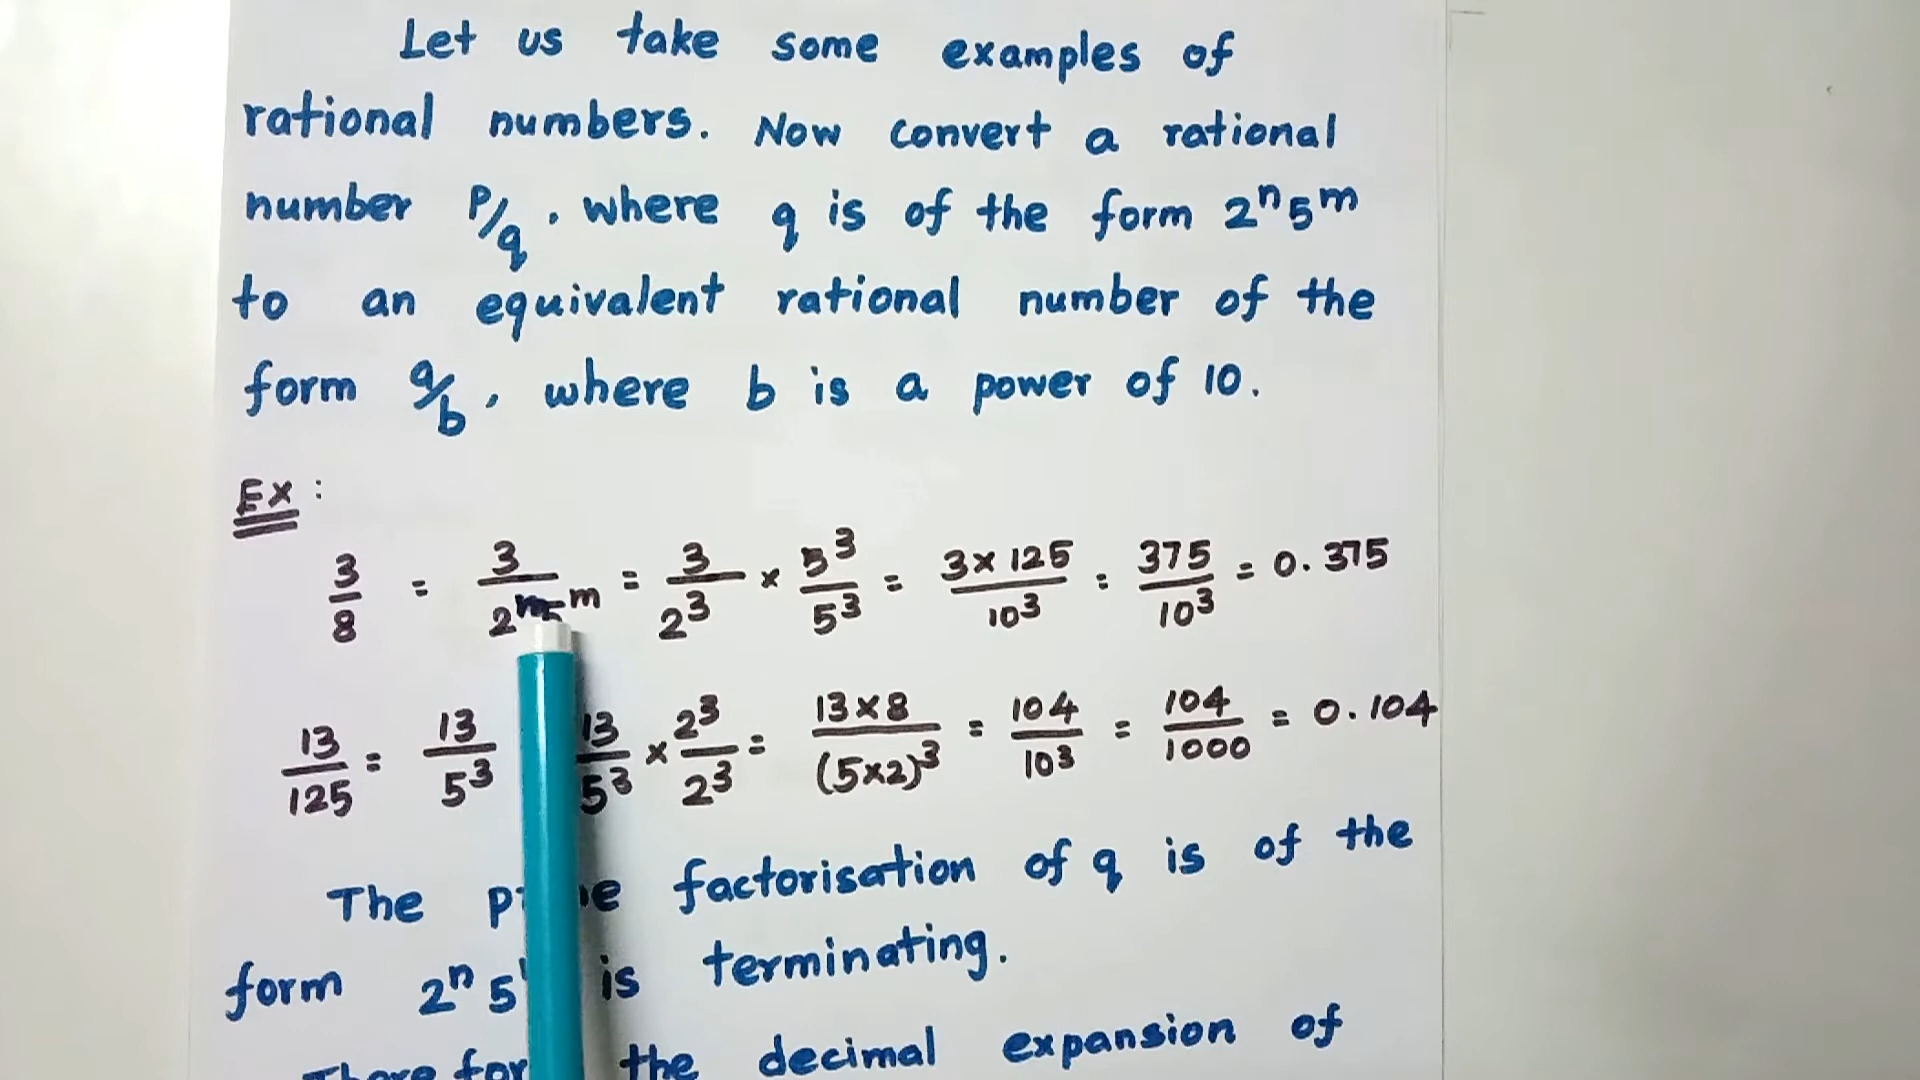 Let us take some examples of
rational numbers. Now convert a rational
number P/q. where q is of the form 2ⁿ5ᵐ
to an equivalent rational number of the
form a/b, where b is a power of 10.
Ex :
3/8 = 3/2 m = 3/2³ × 5³/5³ = 3×125/10³ = 375/10³ = 0.375
13/125 = 13/5³ 13/5³ × 2³/2³ = 13×8/(5×2)³ = 104/10³ = 104/1000 = 0.104
The factorisation of q is of the
form 2ⁿ 5 is terminating.
the decimal expansion of